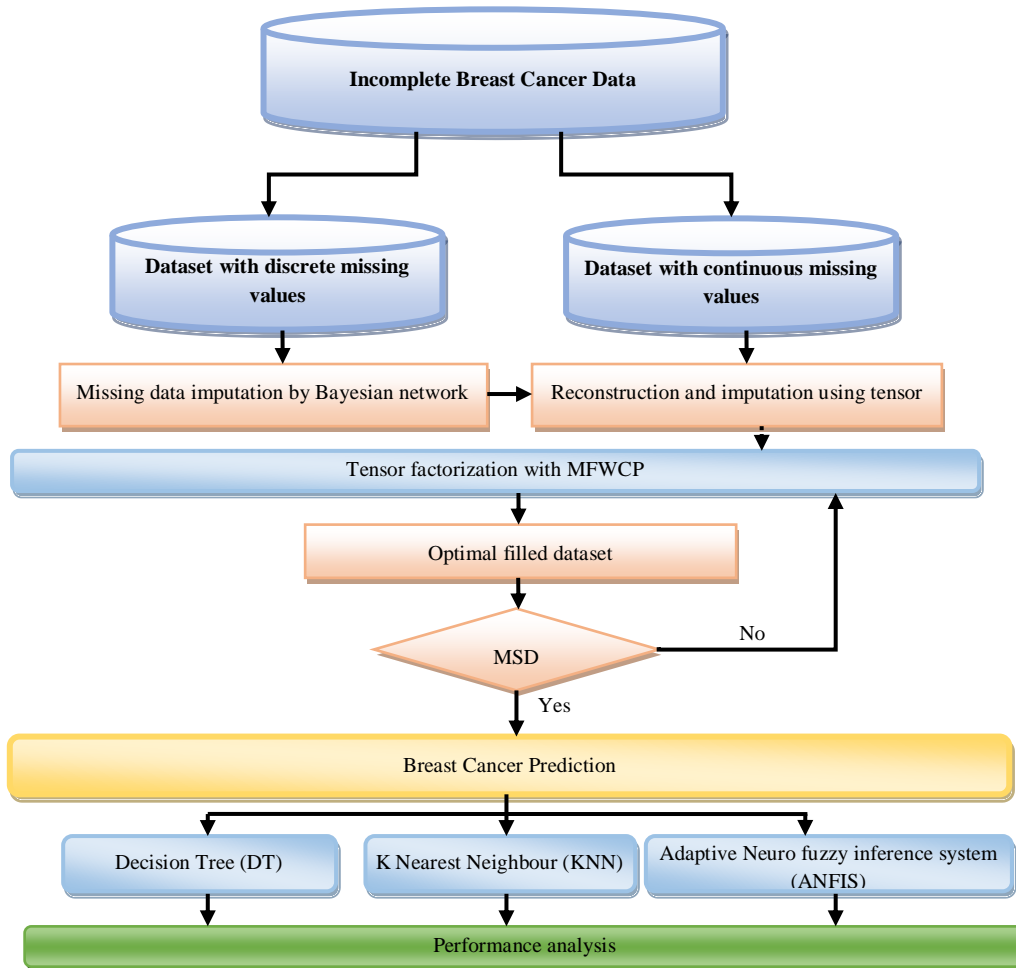 Incomplete Breast Cancer Data
Dataset with discrete missing
values
Dataset with continuous missing
values
Missing data imputation by Bayesian network
Reconstruction and imputation using tensor
Tensor factorization with MFWCP
Optimal filled dataset
MSD
No
Yes
Breast Cancer Prediction
Decision Tree (DT)
K Nearest Neighbour (KNN)
Adaptive Neuro fuzzy inference system
(ANFIS)
Performance analysis